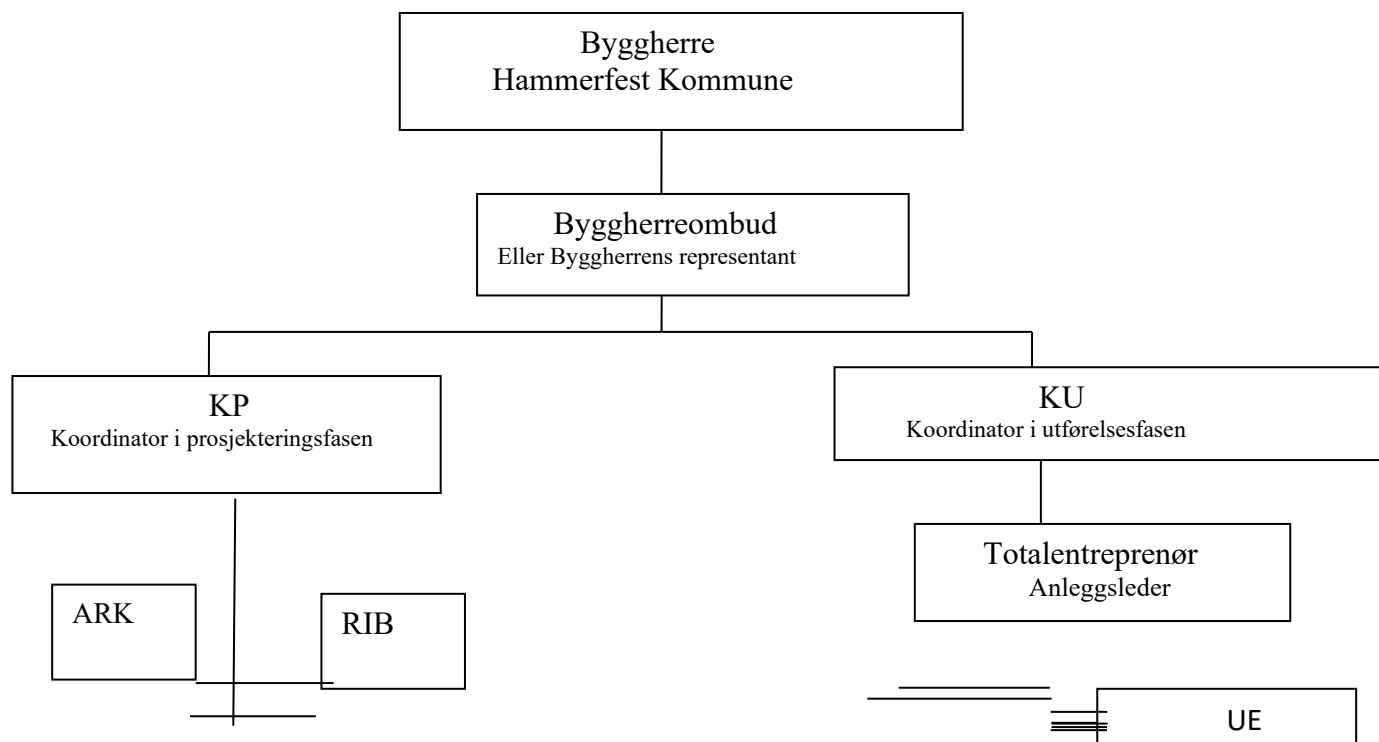 Byggherre
Hammerfest Kommune
Byggherreombud
Eller Byggherrens representant
KP
Koordinator i prosjekteringsfasen
KU
Koordinator i utførelsesfasen
Totalentreprenør
Anleggsleder
ARK
RIB
UE